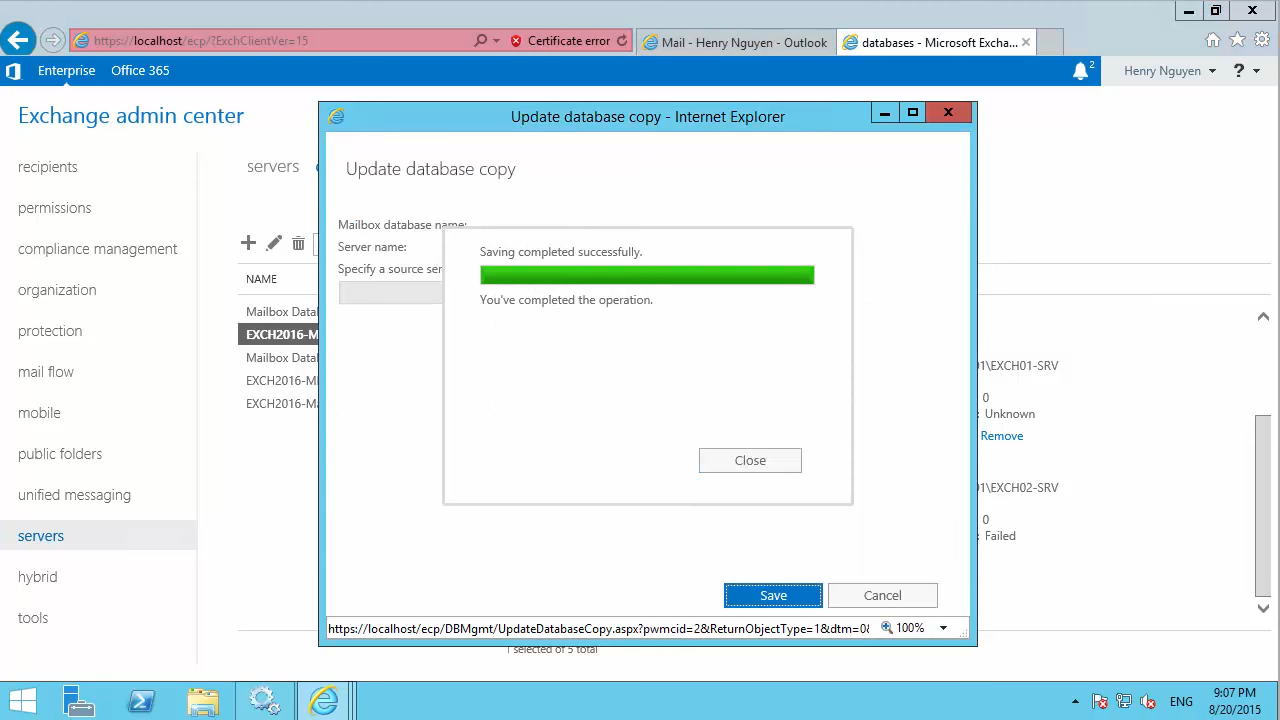 https://localhost/ecp/?ExchClientVer=15
Certificate error
Mail - Henry Nguyen - Outlook
databases - Microsoft Excha...
Enterprise
Office 365
2
Henry Nguyen
?
Exchange admin center
recipients
permissions
compliance management
organization
protection
mail flow
mobile
public folders
unified messaging
servers
hybrid
tools
servers
NAME
Mailbox Datab
EXCH2016-M
Mailbox Datab
EXCH2016-M
EXCH2016-Ma
Update database copy - Internet Explorer
Update database copy
Mailbox database name:
Server name:
Specify a source ser
Saving completed successfully.
You've completed the operation.
Close
Save
Cancel
https://localhost/ecp/DBMgmt/UpdateDatabaseCopy.aspx?pwmcid=2&ReturnObjectType=1&dtm=0&
100%
01\EXCH01-SRV
0
: Unknown
Remove
01\EXCH02-SRV
0
: Failed
1 selected of 5 total
ENG
9:07 PM
8/20/2015